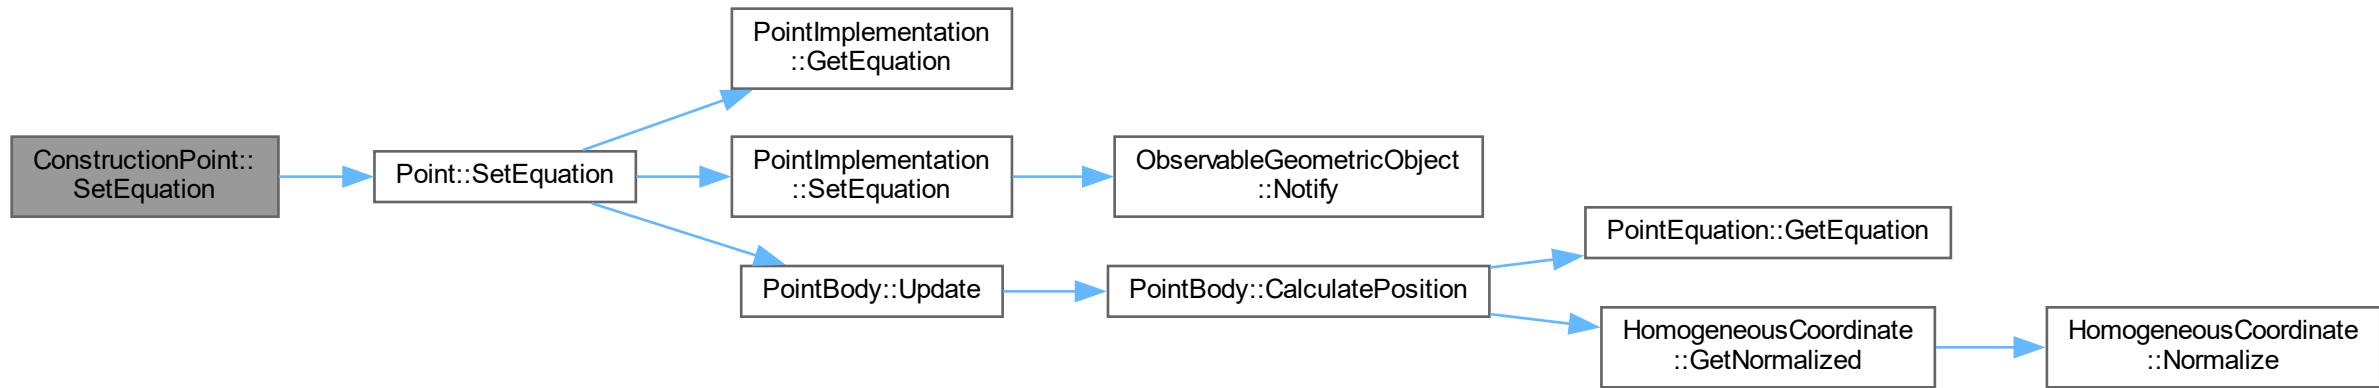 ConstructionPoint::
SetEquation
Point::SetEquation
PointImplementation
::GetEquation
PointImplementation
::SetEquation
ObservableGeometricObject
::Notify
PointBody::Update
PointBody::CalculatePosition
PointEquation::GetEquation
HomogeneousCoordinate
::GetNormalized
HomogeneousCoordinate
::Normalize